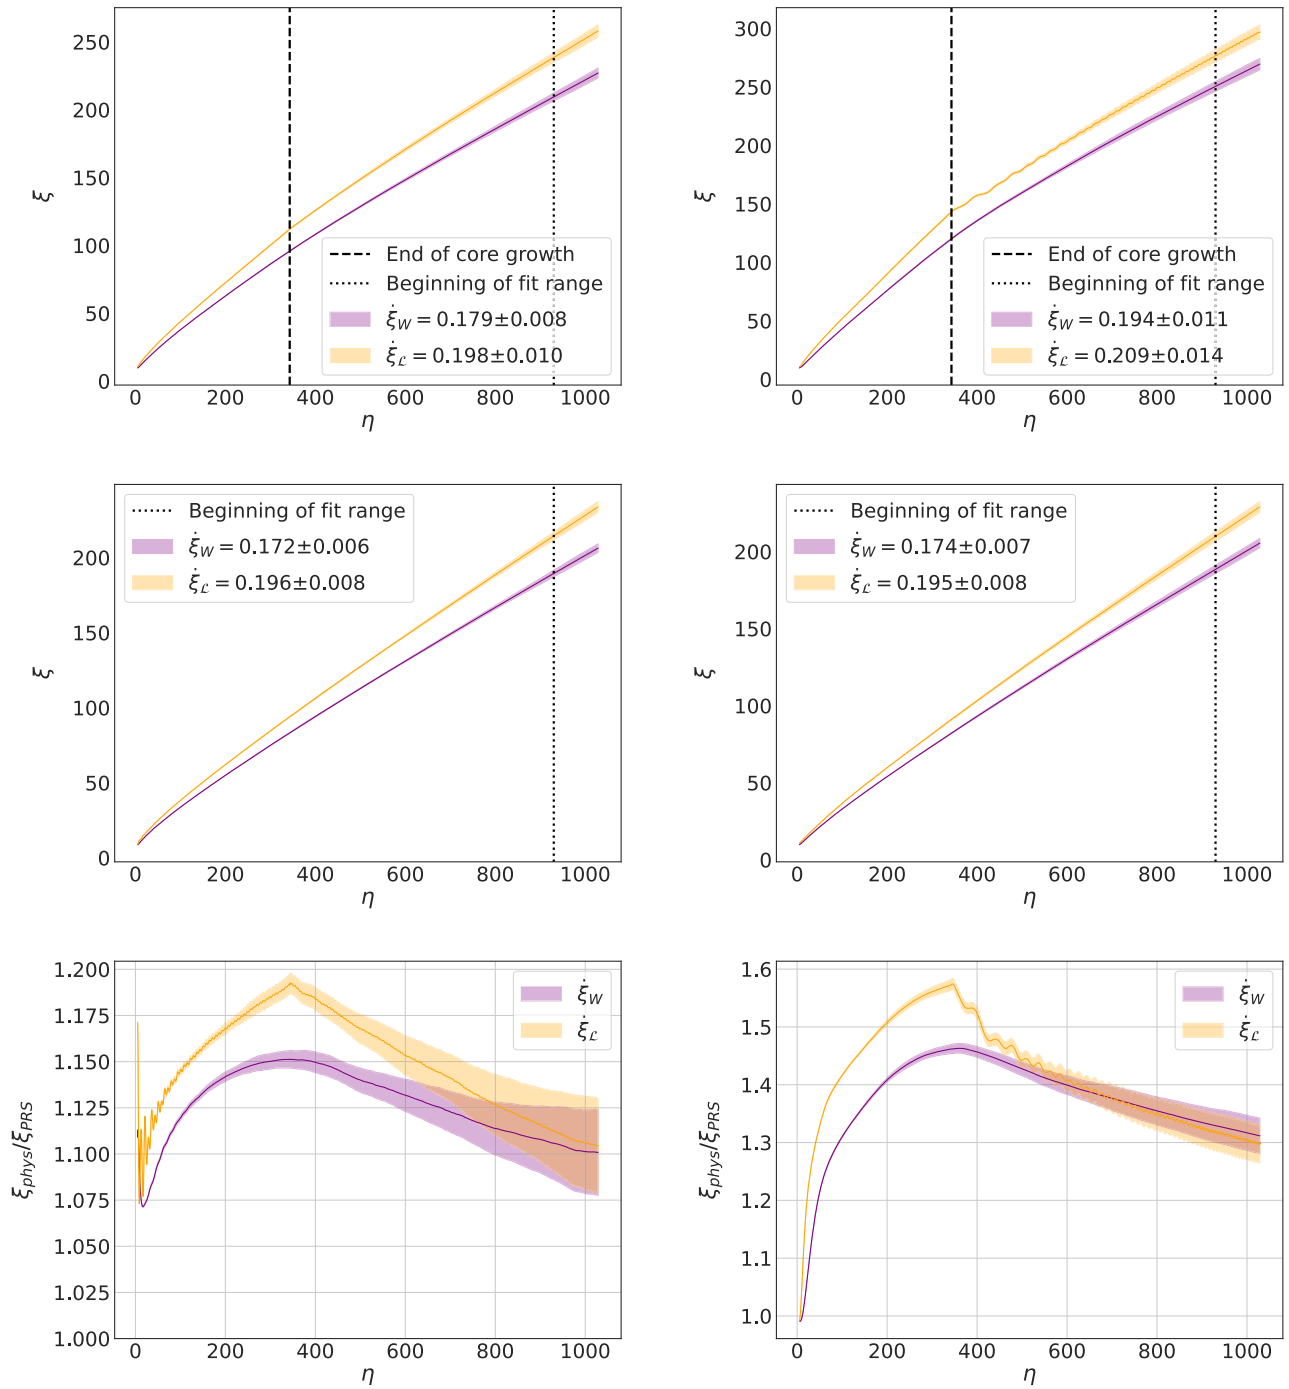 250
200
150
100
50
0
ξ
0 200 400 600 800 1000
η
End of core growth
Beginning of fit range
ξ̇_W = 0.179±0.008
ξ̇_ℒ = 0.198±0.010
300
250
200
150
100
50
0
ξ
0 200 400 600 800 1000
η
End of core growth
Beginning of fit range
ξ̇_W = 0.194±0.011
ξ̇_ℒ = 0.209±0.014
200
150
100
50
0
ξ
0 200 400 600 800 1000
η
Beginning of fit range
ξ̇_W = 0.172±0.006
ξ̇_ℒ = 0.196±0.008
200
150
100
50
0
ξ
0 200 400 600 800 1000
η
Beginning of fit range
ξ̇_W = 0.174±0.007
ξ̇_ℒ = 0.195±0.008
1.200
1.175
1.150
1.125
1.100
1.075
1.050
1.025
1.000
ξ_phys/ξ_PRS
0 200 400 600 800 1000
η
ξ̇_W
ξ̇_ℒ
1.6
1.5
1.4
1.3
1.2
1.1
1.0
ξ_phys/ξ_PRS
0 200 400 600 800 1000
η
ξ̇_W
ξ̇_ℒ